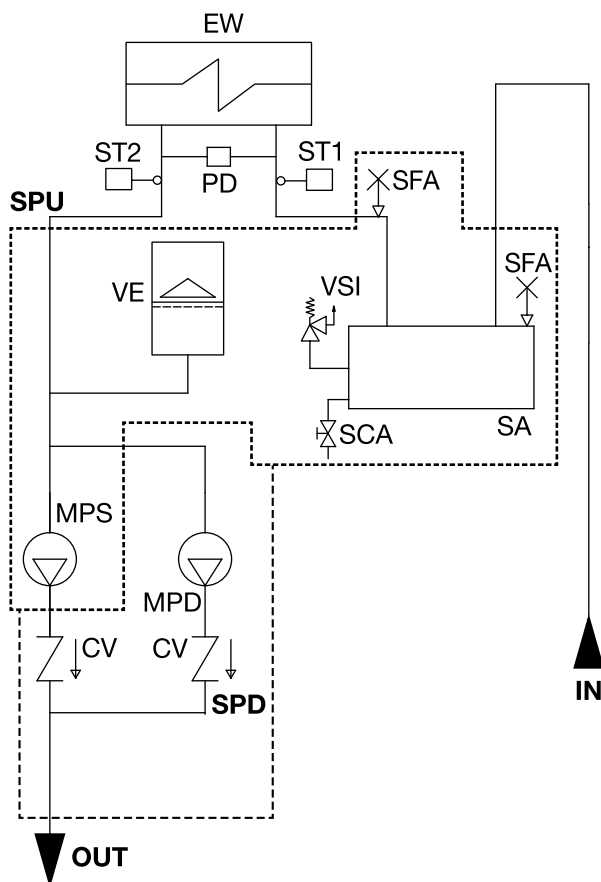 EW
ST2
PD
ST1
SPU
SFA
VE
VSI
SFA
SCA
SA
MPS
MPD
CV
CV
SPD
IN
OUT